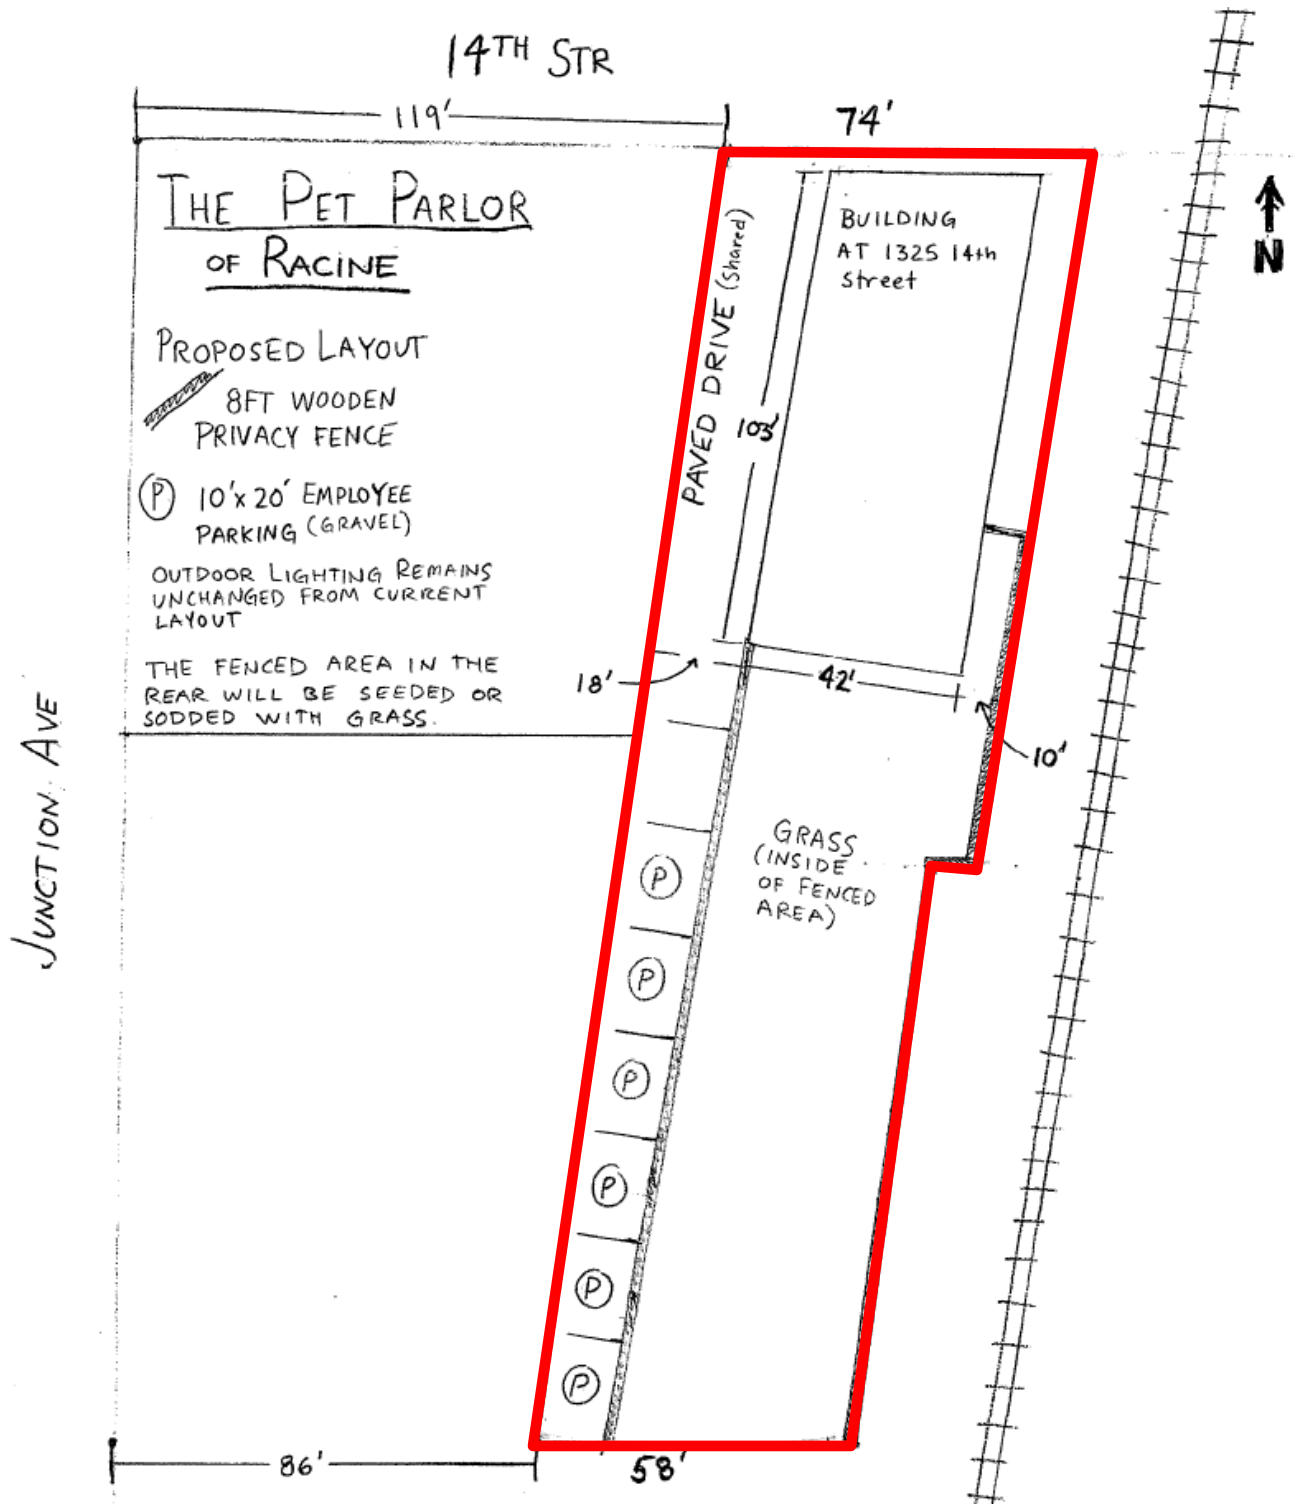 14TH STR
119'
74'
THE PET PARLOR
OF RACINE
PROPOSED LAYOUT
8FT WOODEN
PRIVACY FENCE
P 10'x20' EMPLOYEE
PARKING (GRAVEL)
OUTDOOR LIGHTING REMAINS
UNCHANGED FROM CURRENT
LAYOUT
THE FENCED AREA IN THE
REAR WILL BE SEEDED OR
SODDED WITH GRASS.
JUNCTION AVE
PAVED DRIVE (Shared)
BUILDING
AT 1325 14th
Street
N
103'
18'
42'
10'
GRASS
(INSIDE
OF FENCED
AREA)
P
P
P
P
P
P
86'
58'